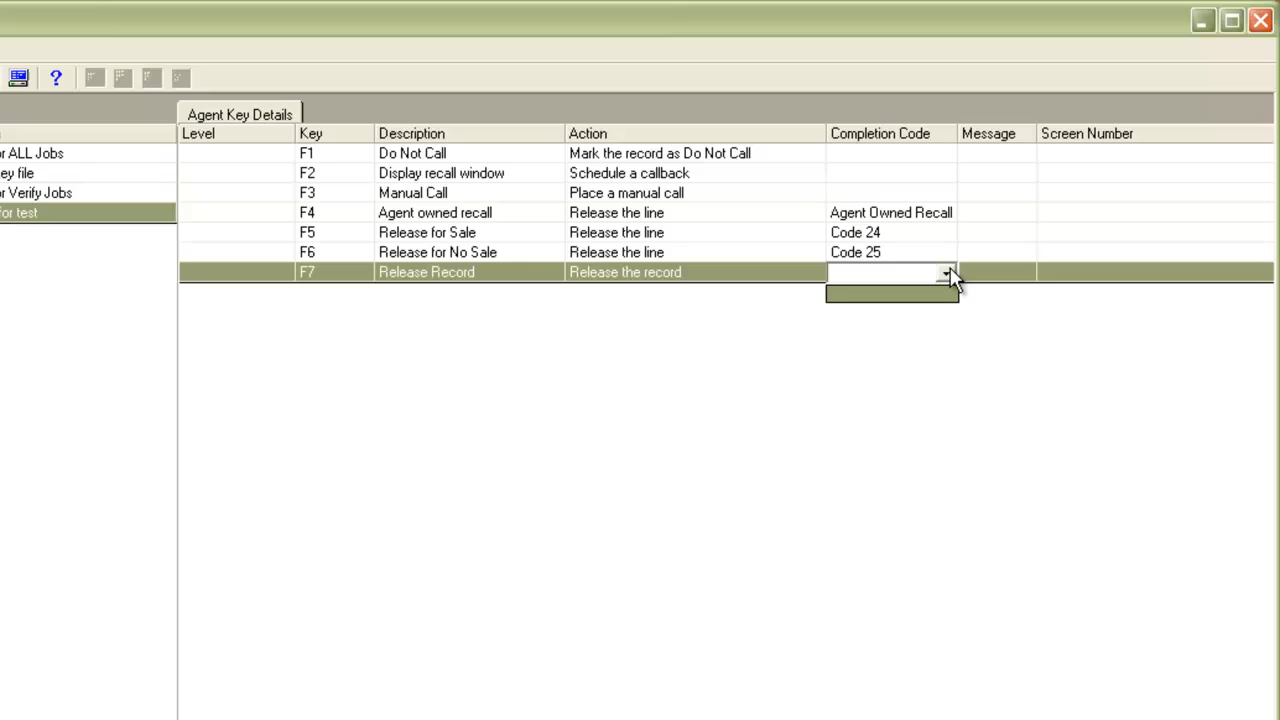 ?
Agent Key Details
Level Key Description Action Completion Code Message Screen Number
or ALL Jobs F1 Do Not Call Mark the record as Do Not Call
ey file F2 Display recall window Schedule a callback
or Verify Jobs F3 Manual Call Place a manual call
for test F4 Agent owned recall Release the line Agent Owned Recall
F5 Release for Sale Release the line Code 24
F6 Release for No Sale Release the line Code 25
F7 Release Record Release the record